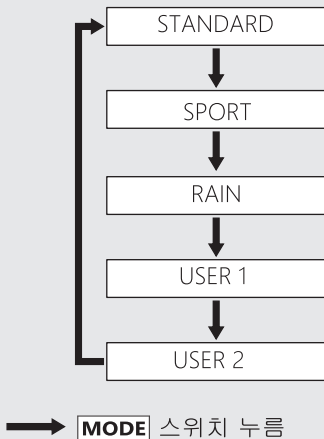 STANDARD
SPORT
RAIN
USER 1
USER 2
MODE 스위치 누름